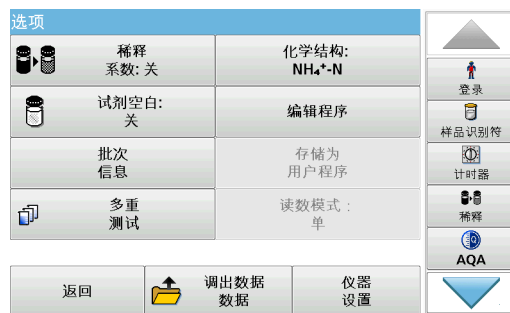 选项
稀释
系数: 关
化学结构:
NH₄⁺-N
试剂空白:
关
编辑程序
批次
信息
存储为
用户程序
多重
测试
读数模式：
单
返回
调出数据
数据
仪器
设置
登录
样品识别符
计时器
稀释
AQA